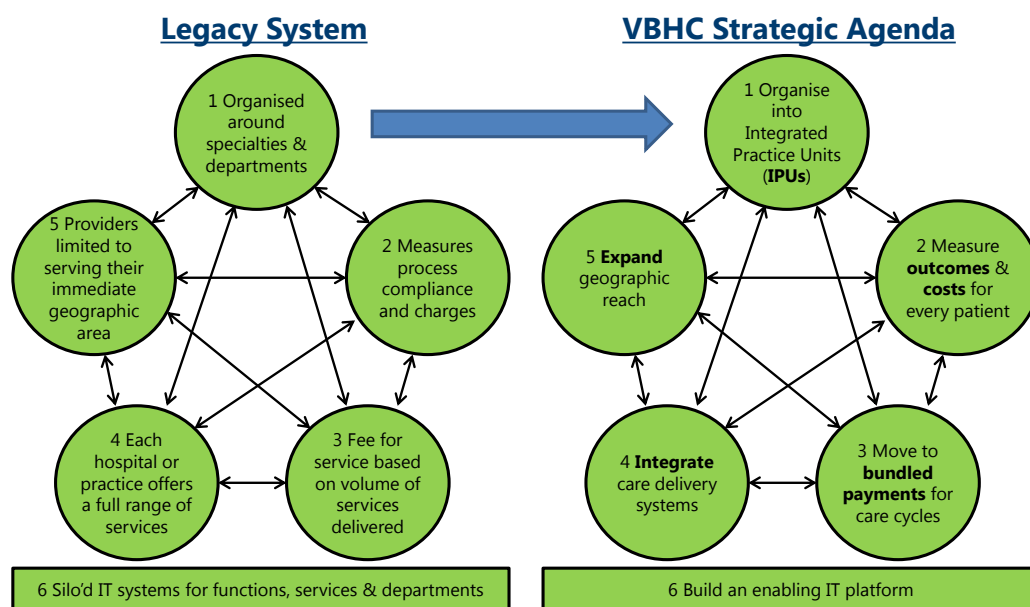 Legacy System
1 Organised
around
specialties &
departments
2 Measures
process
compliance
and charges
3 Fee for
service based
on volume of
services
delivered
4 Each
hospital or
practice offers
a full range of
services
5 Providers
limited to
serving their
immediate
geographic
area
6 Silo'd IT systems for functions, services & departments
VBHC Strategic Agenda
1 Organise
into
Integrated
Practice Units
(IPUs)
2 Measure
outcomes &
costs for
every patient
3 Move to
bundled
payments for
care cycles
4 Integrate
care delivery
systems
5 Expand
geographic
reach
6 Build an enabling IT platform